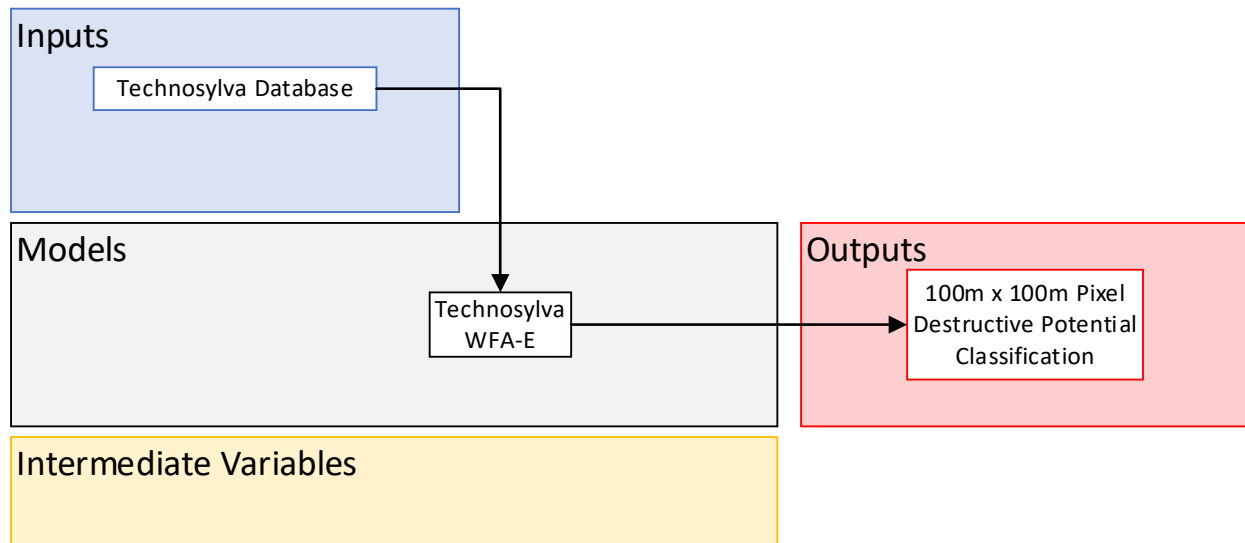 Inputs
Technosylva Database
Models
Technosylva
WFA-E
Outputs
100m x 100m Pixel
Destructive Potential
Classification
Intermediate Variables